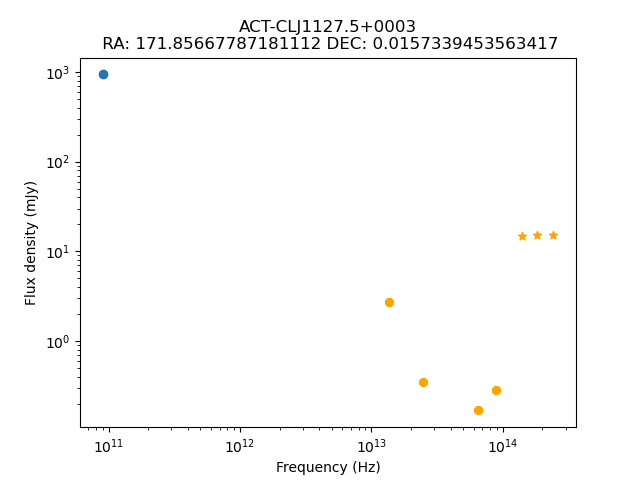 ACT-CLJ1127.5+0003
RA: 171.85667787181112 DEC: 0.0157339453563417
Flux density (mJy)
10³
10²
10¹
10⁰
10¹¹ 10¹² 10¹³ 10¹⁴
Frequency (Hz)